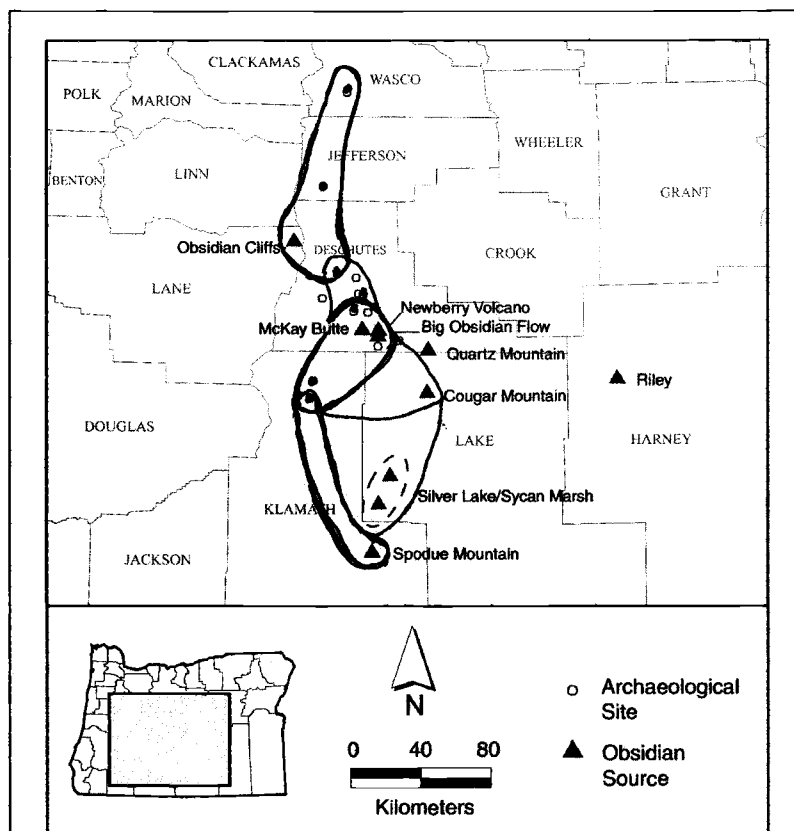 CLACKAMAS
WASCO
POLK
MARION
WHEELER
JEFFERSON
LINN
BENTON
GRANT
Obsidian Cliffs
DESCHUTES
CROOK
LANE
Newberry Volcano
McKay Butte
Big Obsidian Flow
Quartz Mountain
Riley
Cougar Mountain
DOUGLAS
LAKE
HARNEY
Silver Lake/Sycan Marsh
KLAMATH
Spodue Mountain
JACKSON
N
0 40 80
Kilometers
Archaeological
Site
Obsidian
Source